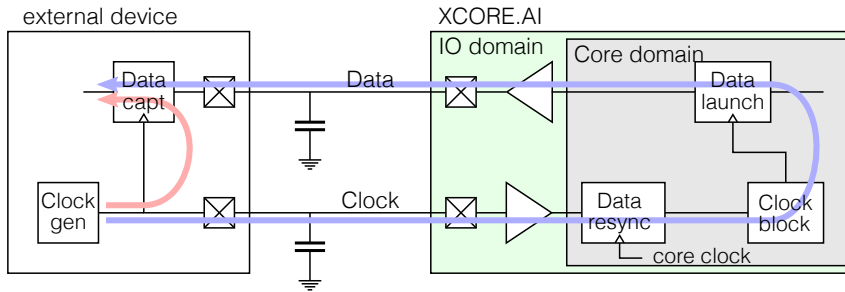 external device
XCORE.AI
IO domain
Core domain
Data
capt
Data
Data
launch
Clock
gen
Clock
Data
resync
Clock
block
core clock